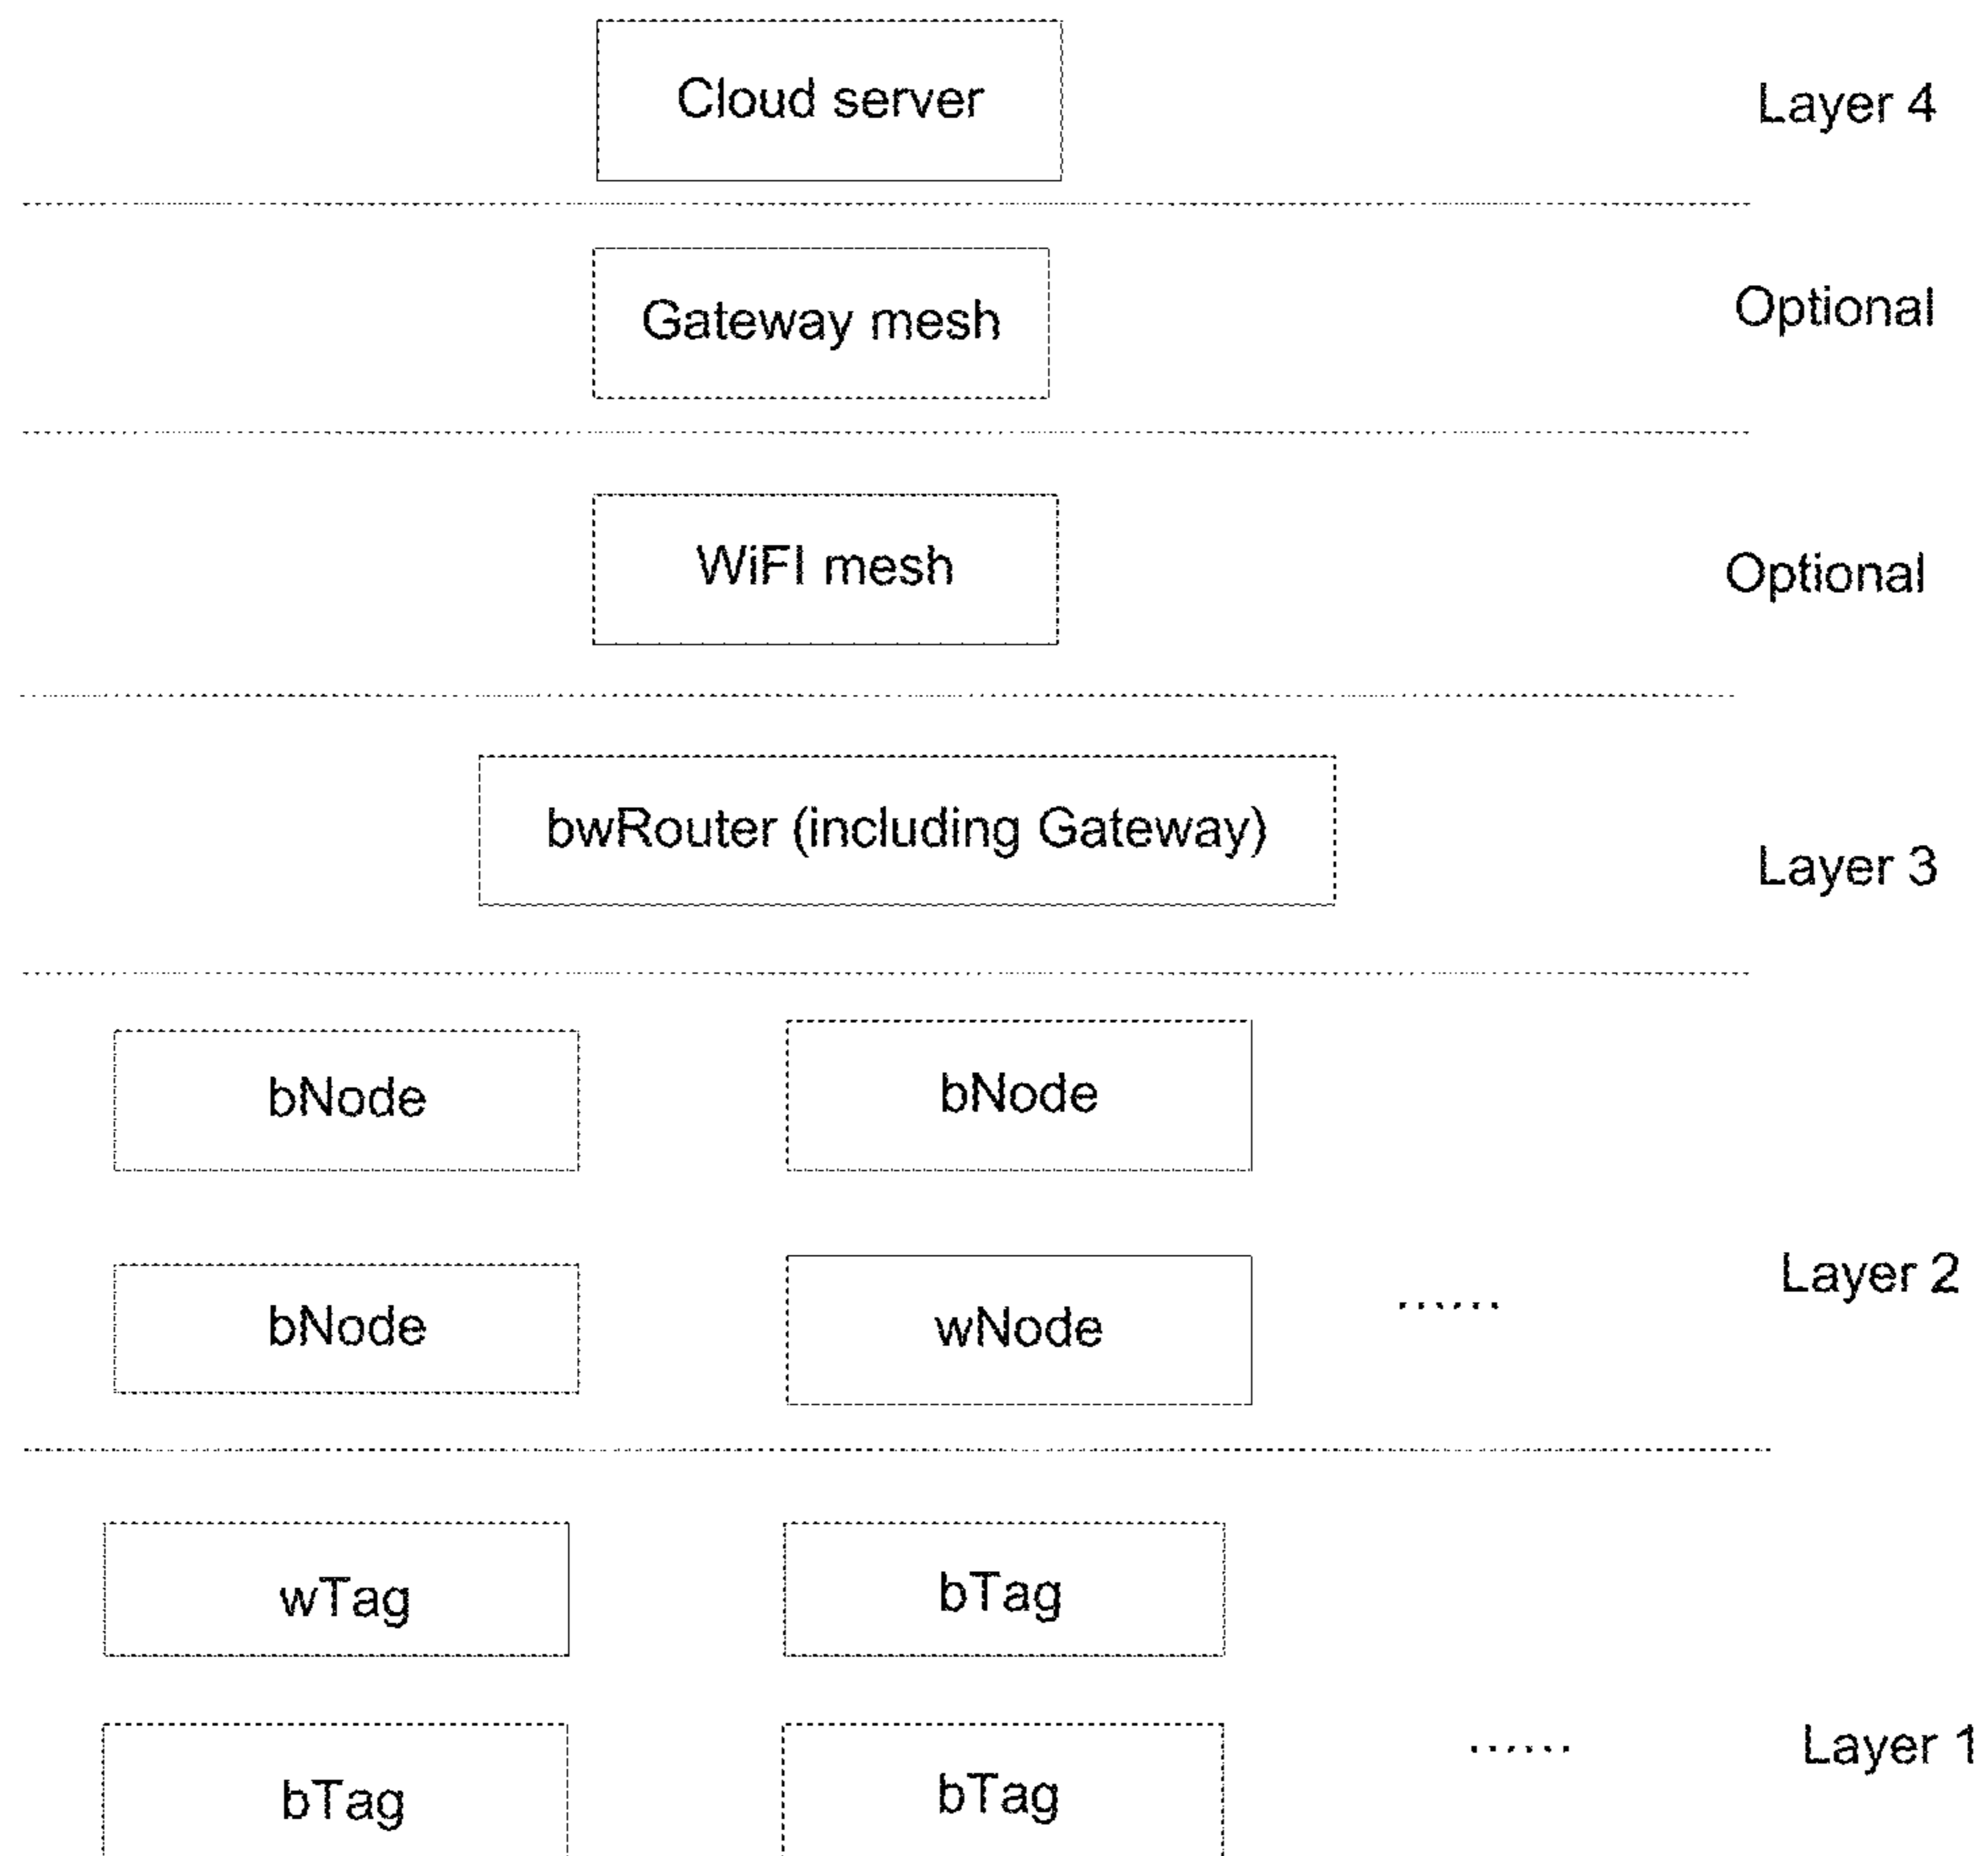 Cloud server
Layer 4
Gateway mesh
Optional
WiFI mesh
Optional
bwRouter (including Gateway)
Layer 3
bNode
bNode
bNode
wNode
......
Layer 2
wTag
bTag
bTag
bTag
......
Layer 1